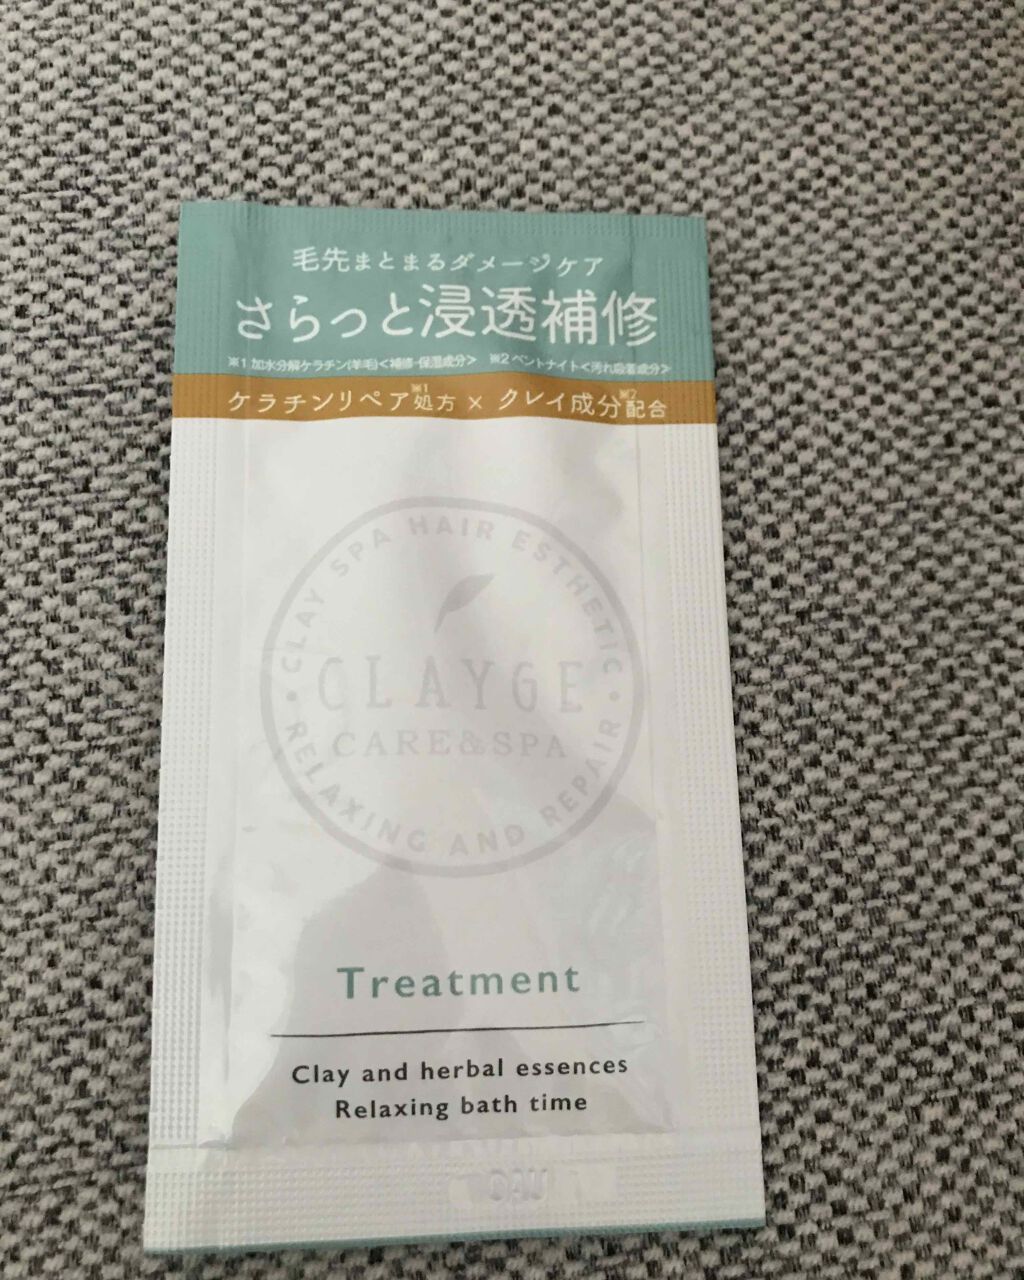 毛先まとまるダメージケア
さらっと浸透補修
※1 加水分解ケラチン(羊毛)<補修・保湿成分> ※2 ベントナイト<汚れ吸着成分>
ケラチンリペア※1処方 × クレイ成分※2配合
CLAY SPA HAIR ESTHETIC
CLAYGE
CARE&SPA
RELAXING AND REPAIR
Treatment
Clay and herbal essences
Relaxing bath time